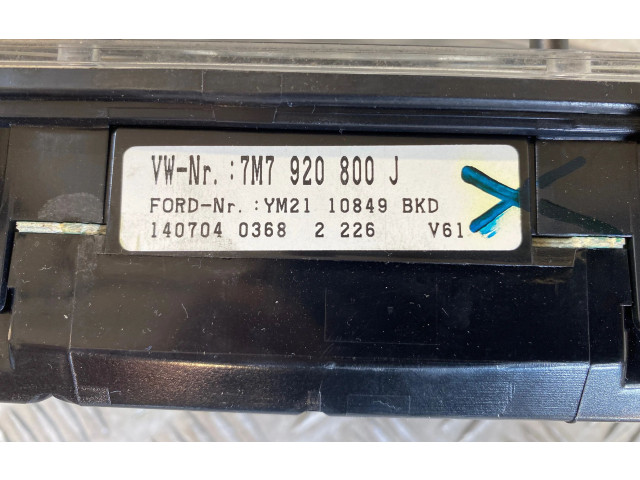 VW-Nr. :7M7 920 800 J
FORD-Nr. :YM21 10849 BKD
140704 0368 2 226 V61